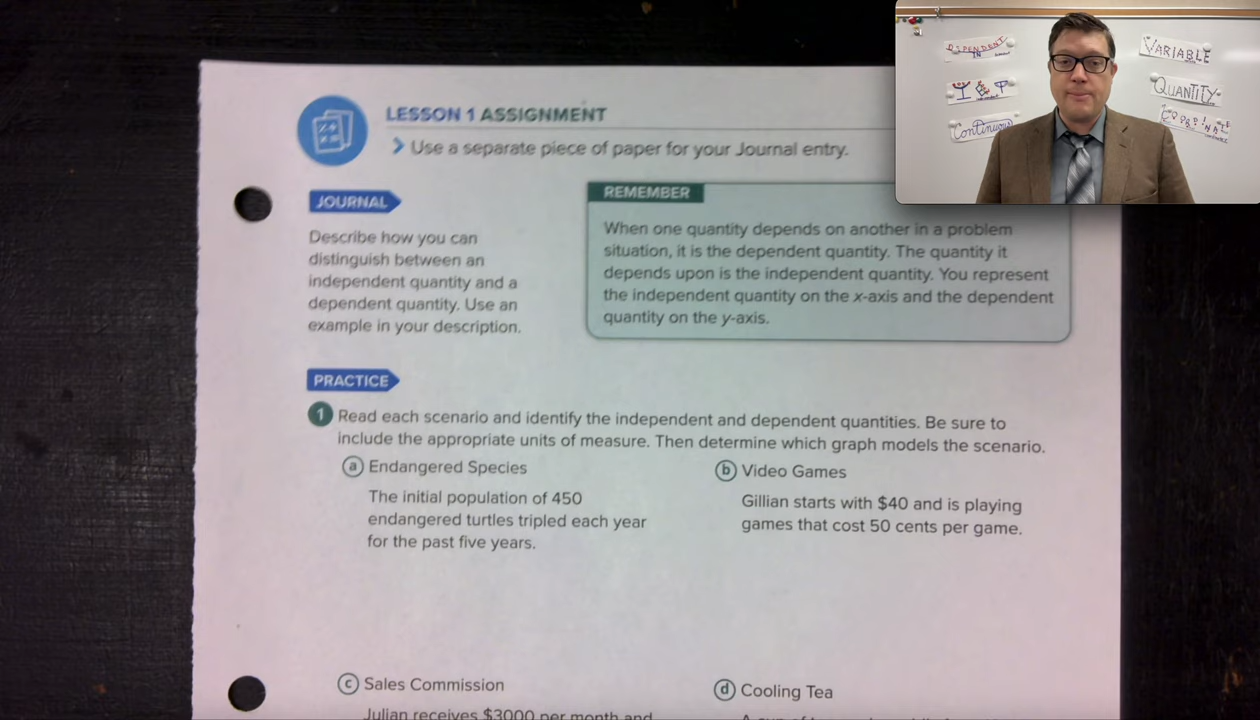 LESSON 1 ASSIGNMENT
Use a separate piece of paper for your Journal entry.
JOURNAL
Describe how you can
distinguish between an
independent quantity and a
dependent quantity. Use an
example in your description.
REMEMBER
When one quantity depends on another in a problem
situation, it is the dependent quantity. The quantity it
depends upon is the independent quantity. You represent
the independent quantity on the x-axis and the dependent
quantity on the y-axis.
PRACTICE
1 Read each scenario and identify the independent and dependent quantities. Be sure to
include the appropriate units of measure. Then determine which graph models the scenario.
a Endangered Species
The initial population of 450
endangered turtles tripled each year
for the past five years.
b Video Games
Gillian starts with $40 and is playing
games that cost 50 cents per game.
c Sales Commission
Julian receives $3000 per month and
d Cooling Tea
DEPENDENT
Continuous
VARIABLE
QUANTITY